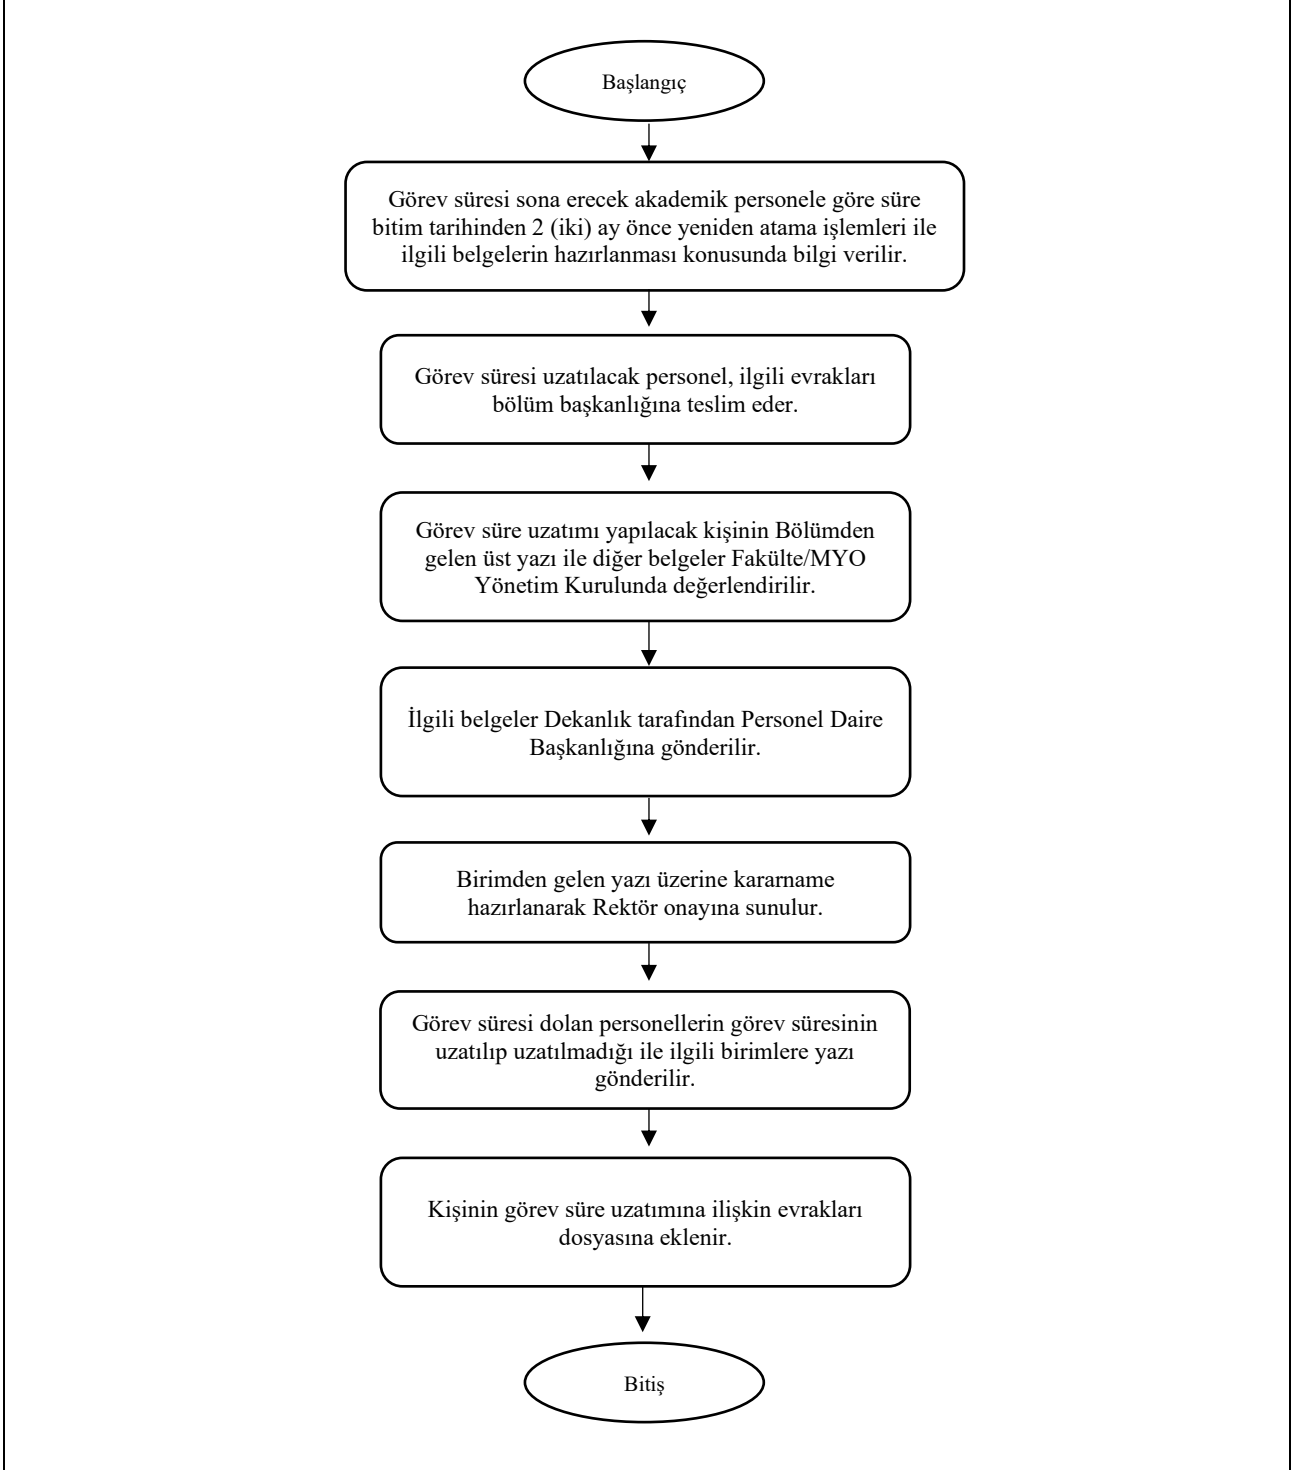 Başlangıç
Görev süresi sona erecek akademik personele göre süre
bitim tarihinden 2 (iki) ay önce yeniden atama işlemleri ile
ilgili belgelerin hazırlanması konusunda bilgi verilir.
Görev süresi uzatılacak personel, ilgili evrakları
bölüm başkanlığına teslim eder.
Görev süre uzatımı yapılacak kişinin Bölümden
gelen üst yazı ile diğer belgeler Fakülte/MYO
Yönetim Kurulunda değerlendirilir.
İlgili belgeler Dekanlık tarafından Personel Daire
Başkanlığına gönderilir.
Birimden gelen yazı üzerine kararname
hazırlanarak Rektör onayına sunulur.
Görev süresi dolan personellerin görev süresinin
uzatılıp uzatılmadığı ile ilgili birimlere yazı
gönderilir.
Kişinin görev süre uzatımına ilişkin evrakları
dosyasına eklenir.
Bitiş